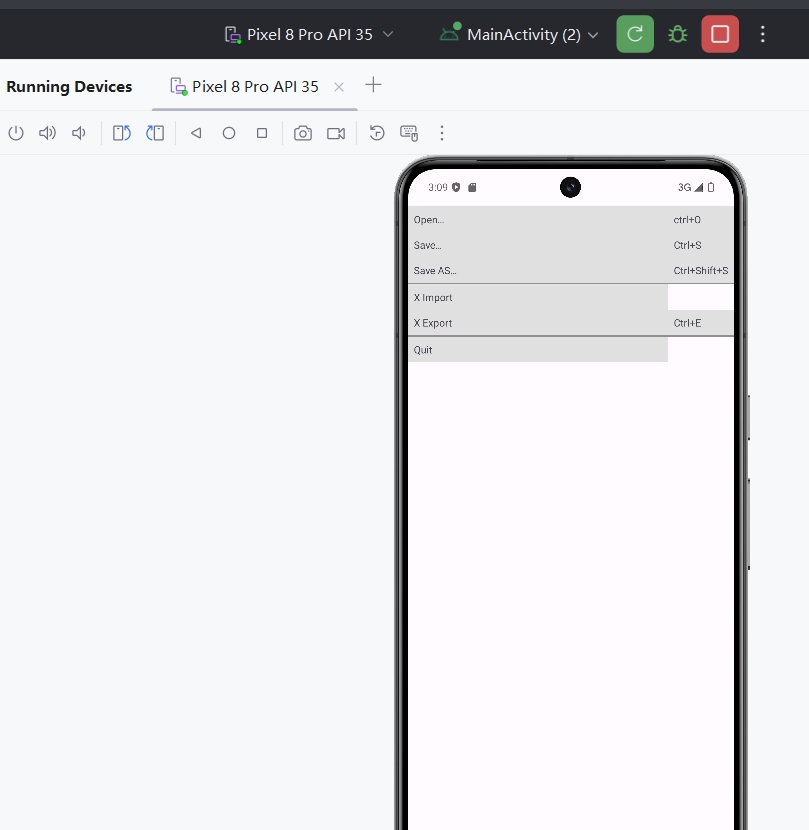 Pixel 8 Pro API 35 MainActivity (2)
Running Devices Pixel 8 Pro API 35
3:09 3G
Open... ctrl+O
Save... Ctrl+S
Save AS... Ctrl+Shift+S
X Import
X Export Ctrl+E
Quit